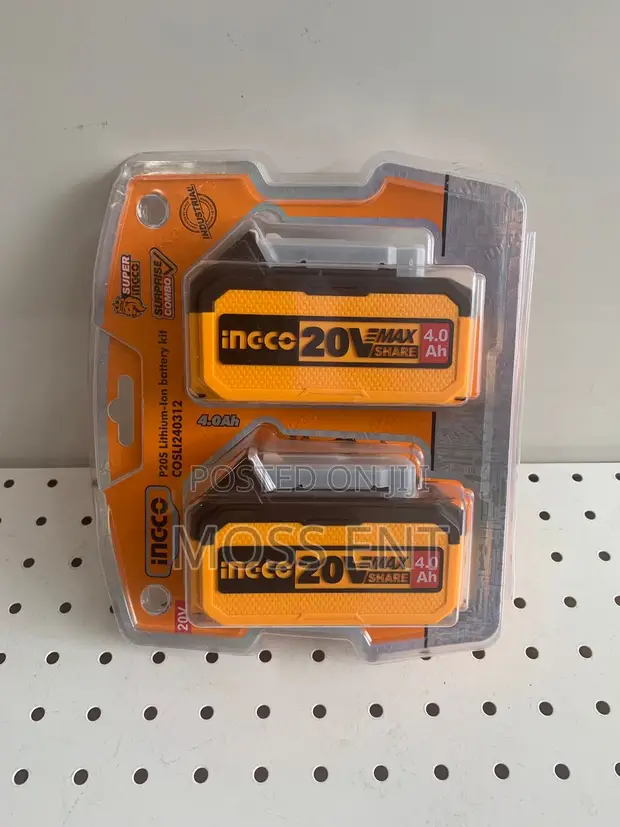 INDUSTRIAL
SUPER
INGCO
SURPRISE
COMBO
P20S Lithium-Ion battery kit
COSLI240312
4.0Ah
INGCO
20V
INGCO 20V MAX SHARE 4.0 Ah
INGCO 20V MAX SHARE 4.0 Ah
POSTED ON JI
MOSS ENT